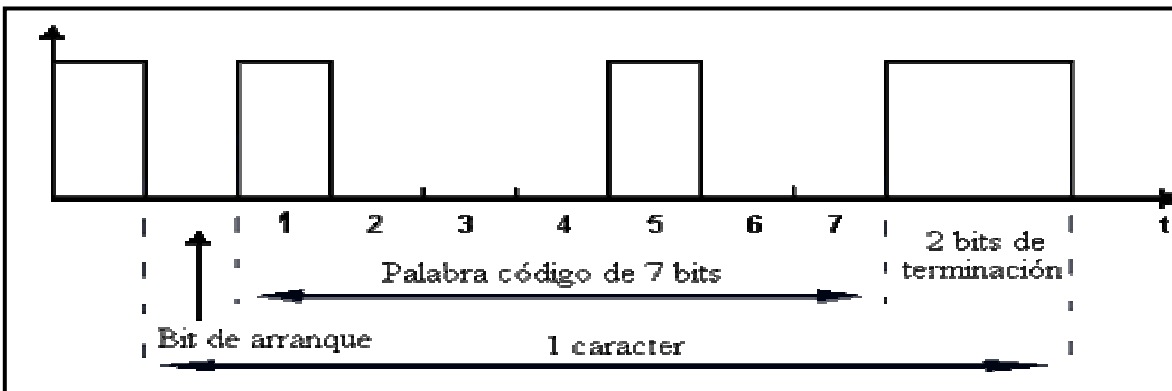 1 2 3 4 5 6 7 t
2 bits de
terminación
Palabra código de 7 bits
Bit de arranque
1 caracter